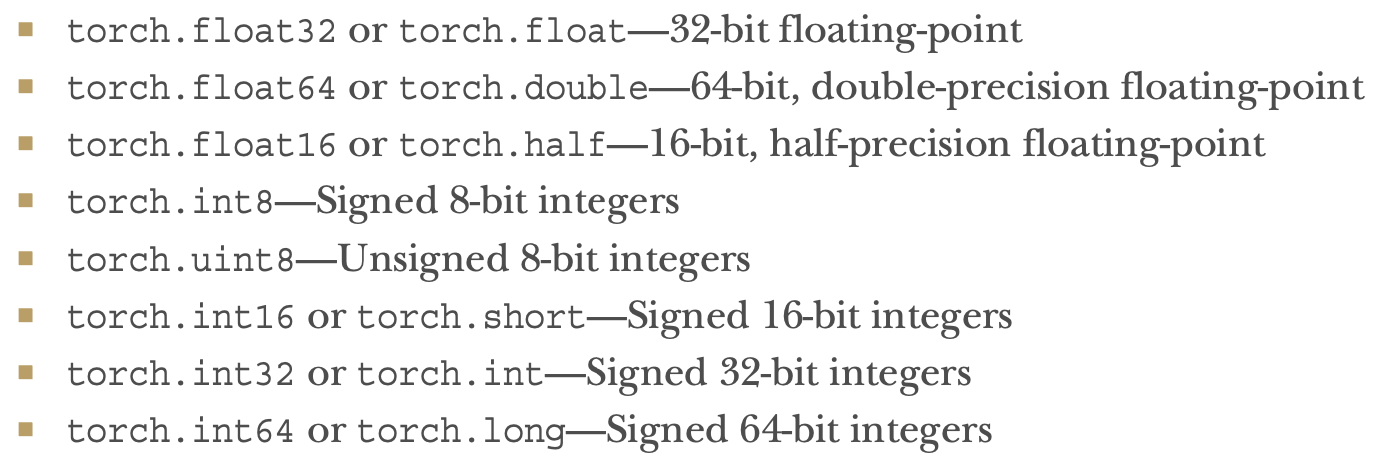 ■ torch.float32 or torch.float—32-bit floating-point
■ torch.float64 or torch.double—64-bit, double-precision floating-point
■ torch.float16 or torch.half—16-bit, half-precision floating-point
■ torch.int8—Signed 8-bit integers
■ torch.uint8—Unsigned 8-bit integers
■ torch.int16 or torch.short—Signed 16-bit integers
■ torch.int32 or torch.int—Signed 32-bit integers
■ torch.int64 or torch.long—Signed 64-bit integers